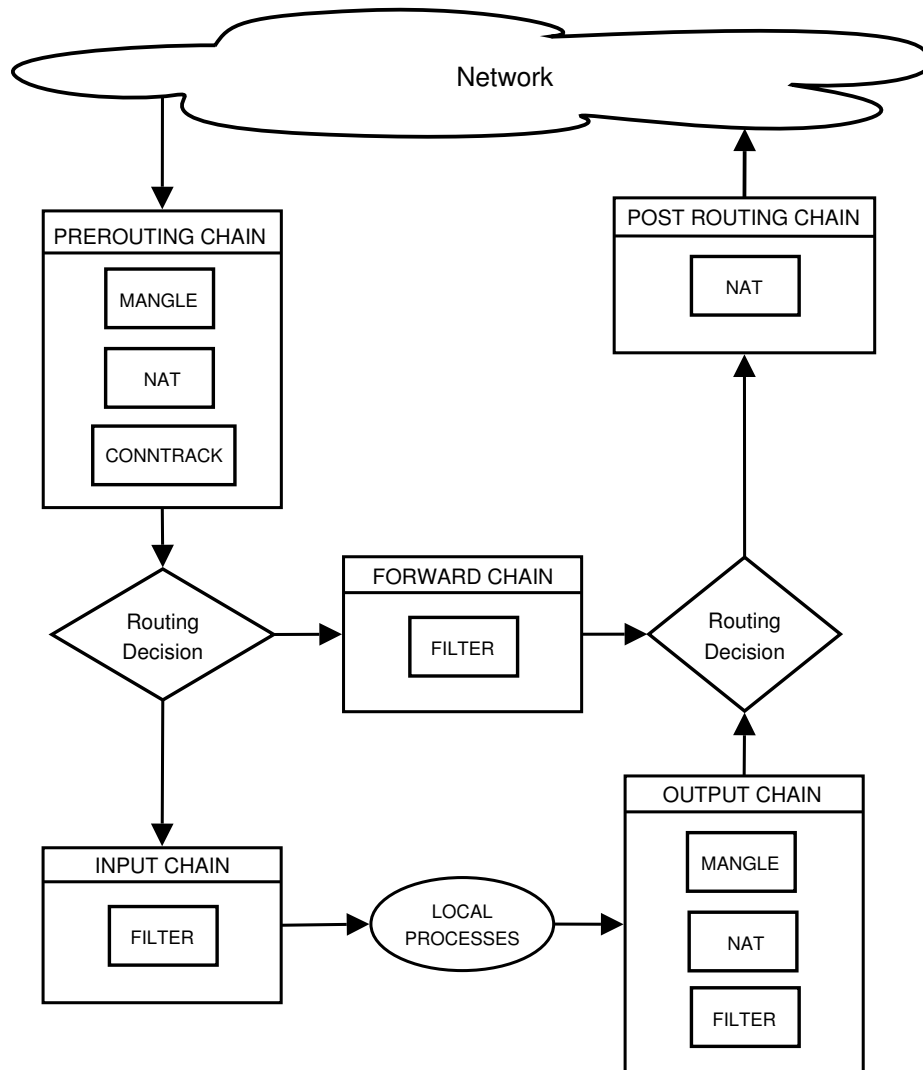 Network
PREROUTING CHAIN
MANGLE
NAT
CONNTRACK
POST ROUTING CHAIN
NAT
Routing
Decision
FORWARD CHAIN
FILTER
Routing
Decision
INPUT CHAIN
FILTER
LOCAL
PROCESSES
OUTPUT CHAIN
MANGLE
NAT
FILTER